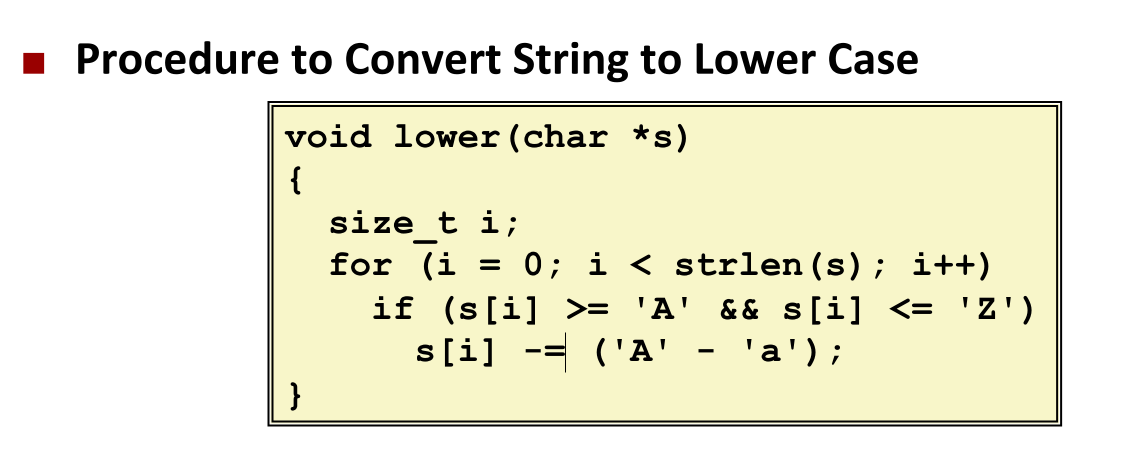 Procedure to Convert String to Lower Case
void lower(char *s)
{
  size_t i;
  for (i = 0; i < strlen(s); i++)
    if (s[i] >= 'A' && s[i] <= 'Z')
      s[i] -= ('A' - 'a');
}